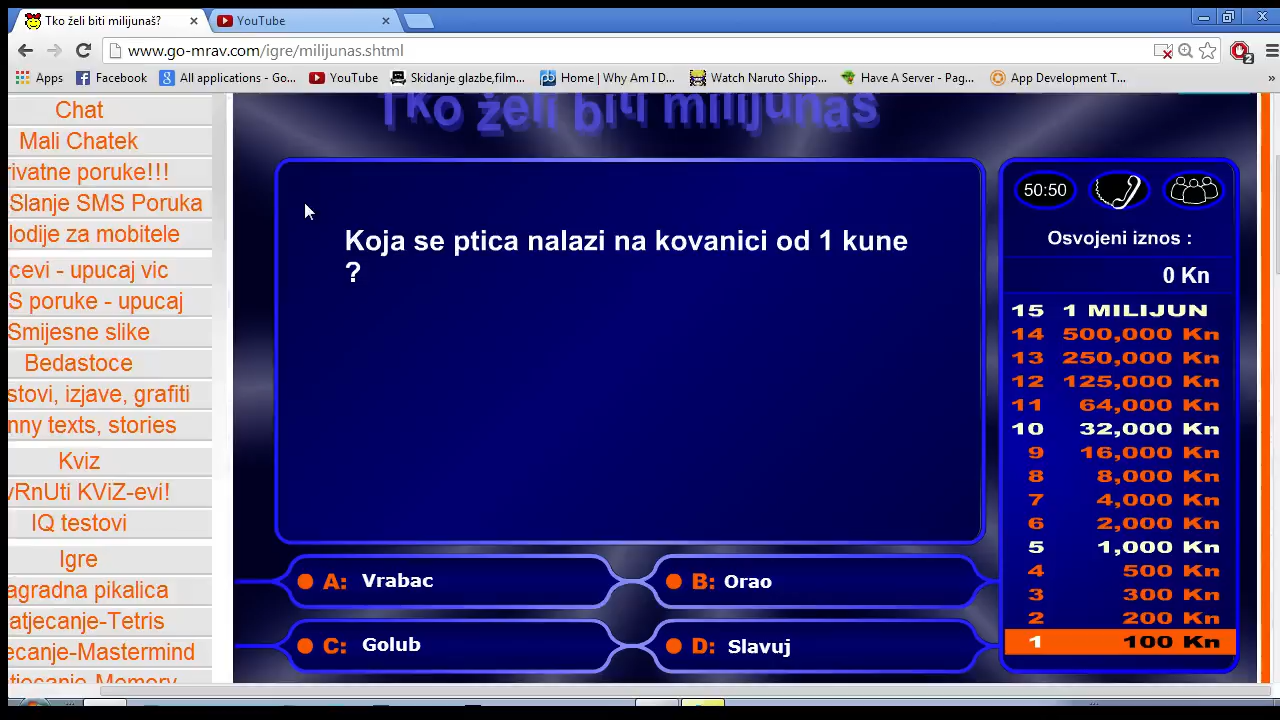 Tko želi biti milijunaš?
YouTube
www.go-mrav.com/igre/milijunas.shtml
Apps
Facebook
All applications - Go...
YouTube
Skidanje glazbe,film...
Home | Why Am I D...
Watch Naruto Shipp...
Have A Server - Pag...
App Development T...
»
2
Chat
Mali Chatek
rivatne poruke!!!
Slanje SMS Poruka
lodije za mobitele
cevi - upucaj vic
S poruke - upucaj
Smijesne slike
Bedastoce
stovi, izjave, grafiti
nny texts, stories
Kviz
vRnUti KViZ-evi!
IQ testovi
Igre
agradna pikalica
atjecanje-Tetris
ecanje-Mastermind
atjecanje-Memory
Tko želi biti milijunaš
Koja se ptica nalazi na kovanici od 1 kune
?
A: Vrabac
B: Orao
C: Golub
D: Slavuj
50:50
Osvojeni iznos :
0 Kn
15 1 MILIJUN
14 500,000 Kn
13 250,000 Kn
12 125,000 Kn
11 64,000 Kn
10 32,000 Kn
9 16,000 Kn
8 8,000 Kn
7 4,000 Kn
6 2,000 Kn
5 1,000 Kn
4 500 Kn
3 300 Kn
2 200 Kn
1 100 Kn